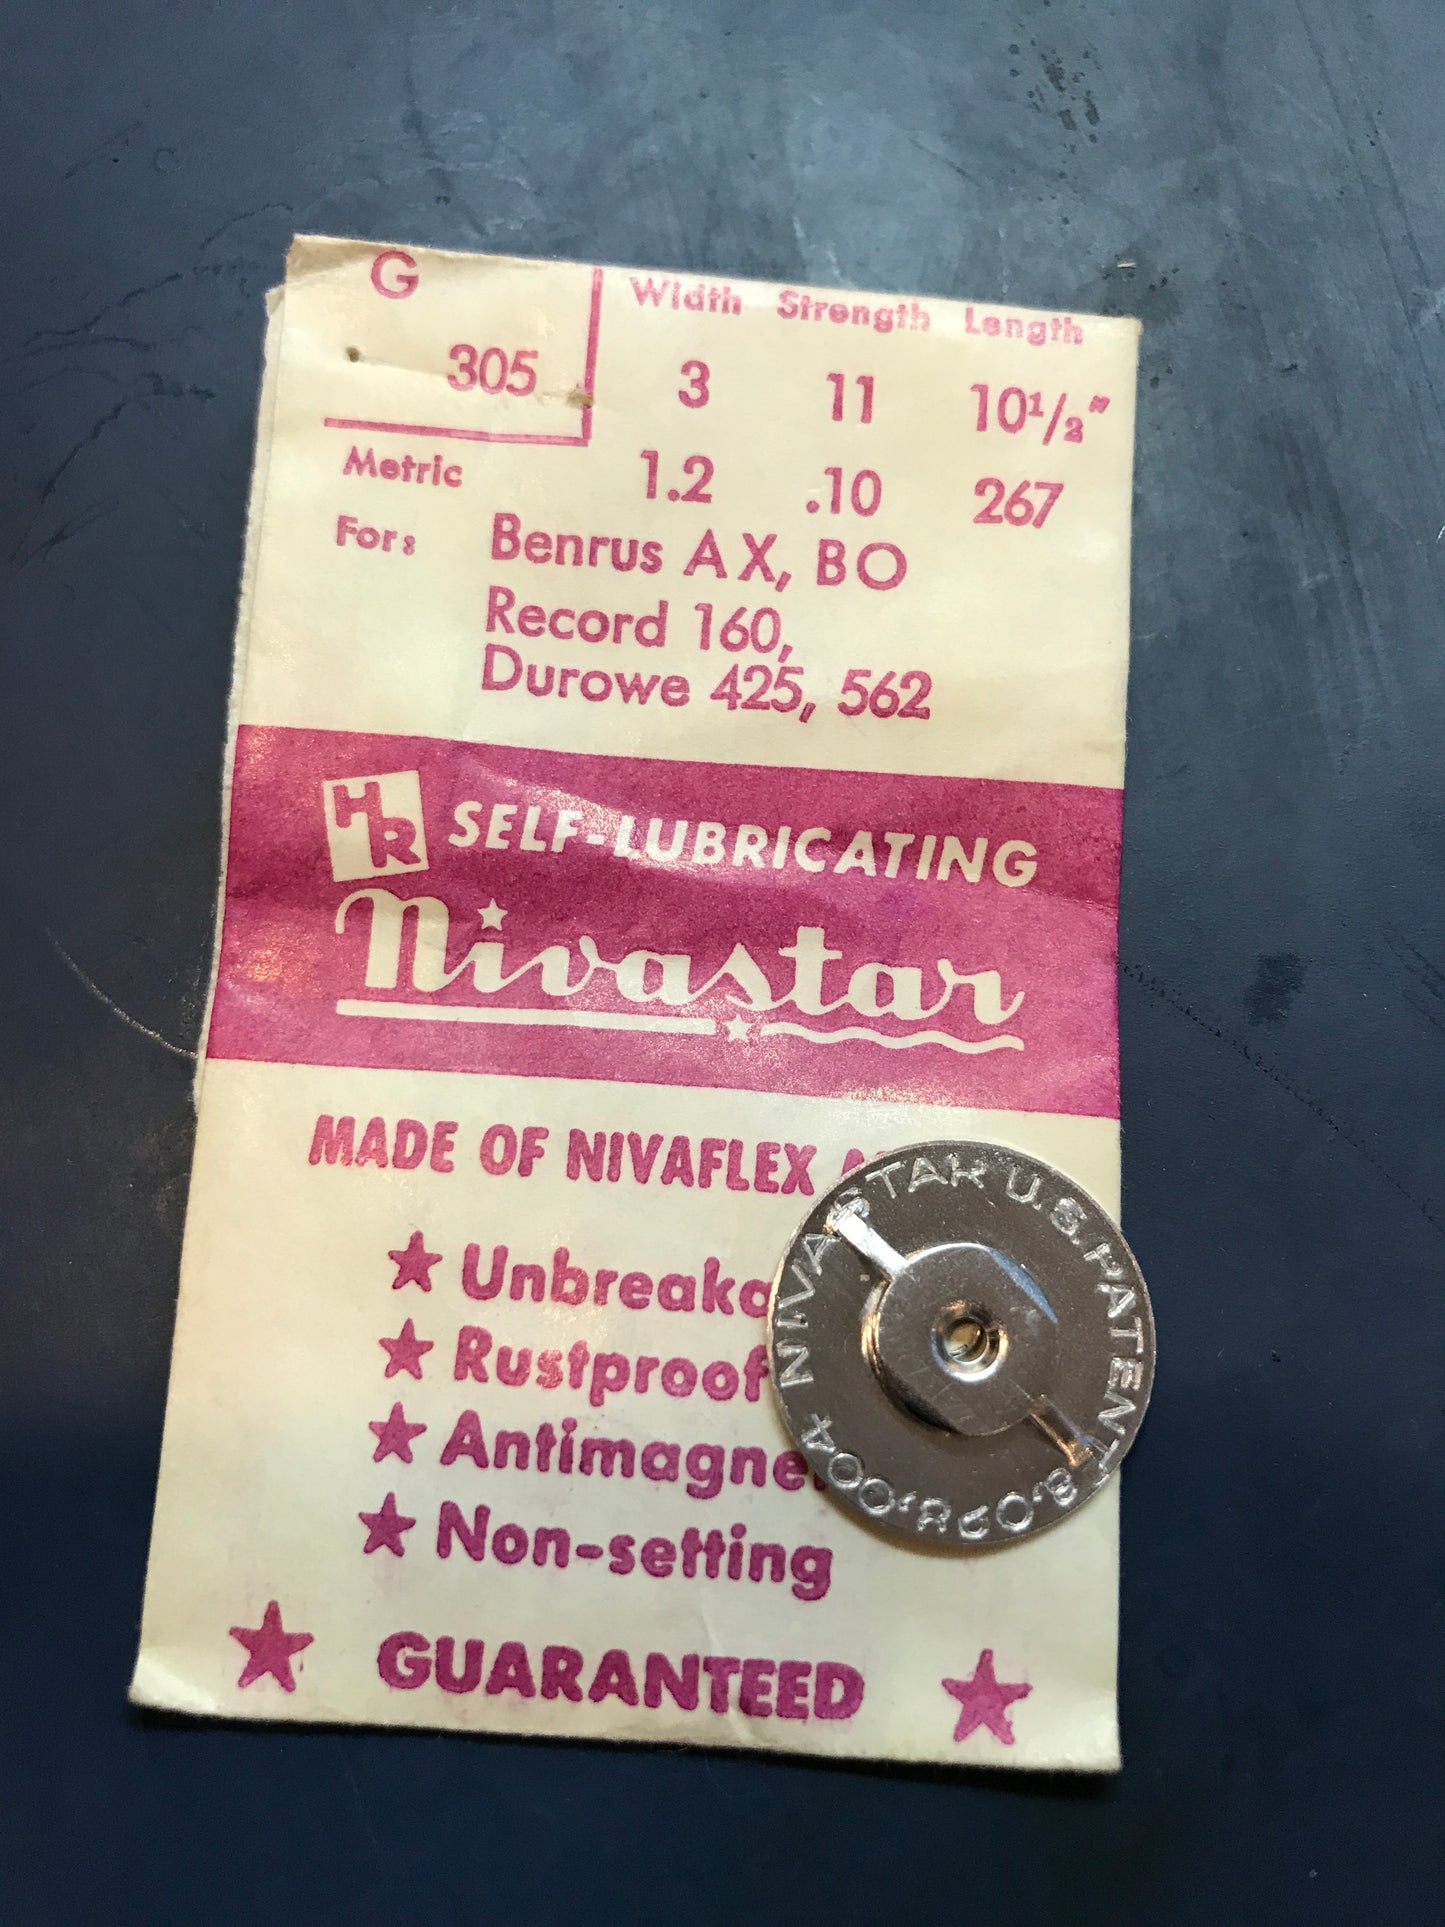 G
305
Width Strength Length
3 11 10½"
Metric 1.2 .10 267
For: Benrus AX, BO
Record 160,
Durowe 425, 562
HR SELF-LUBRICATING
Nivastar
MADE OF NIVAFLEX
★ Unbreaka
★ Rustproof
★ Antimagne
★ Non-setting
★ GUARANTEED ★
NIVASTAR U.S. PATENT 8,028,004